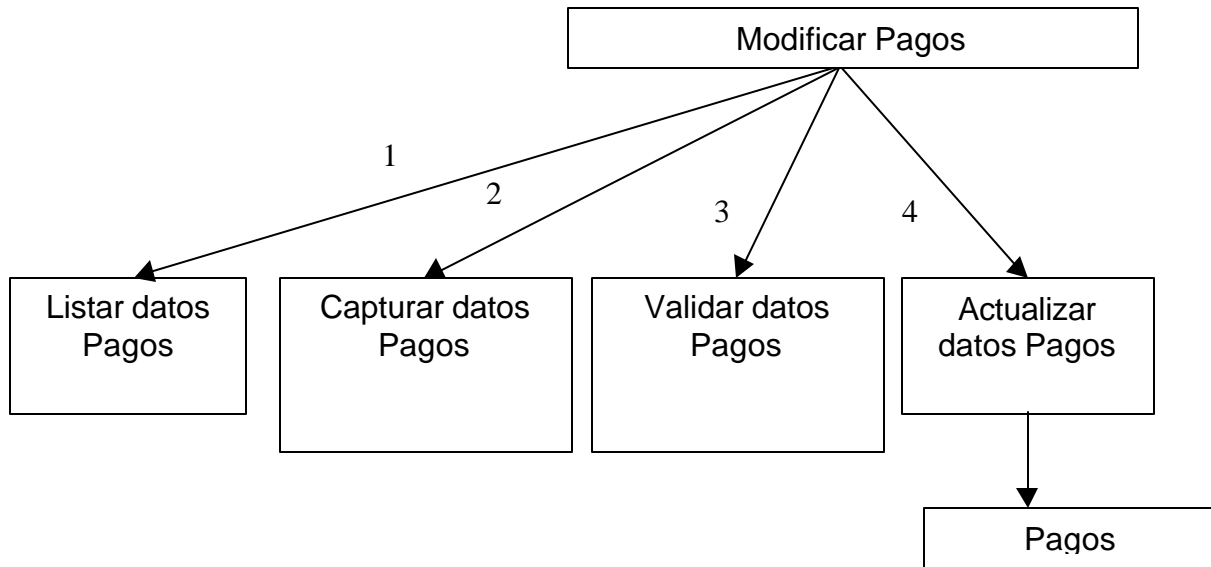 Modificar Pagos
1
2
3
4
Listar datos
Pagos
Capturar datos
Pagos
Validar datos
Pagos
Actualizar
datos Pagos
Pagos